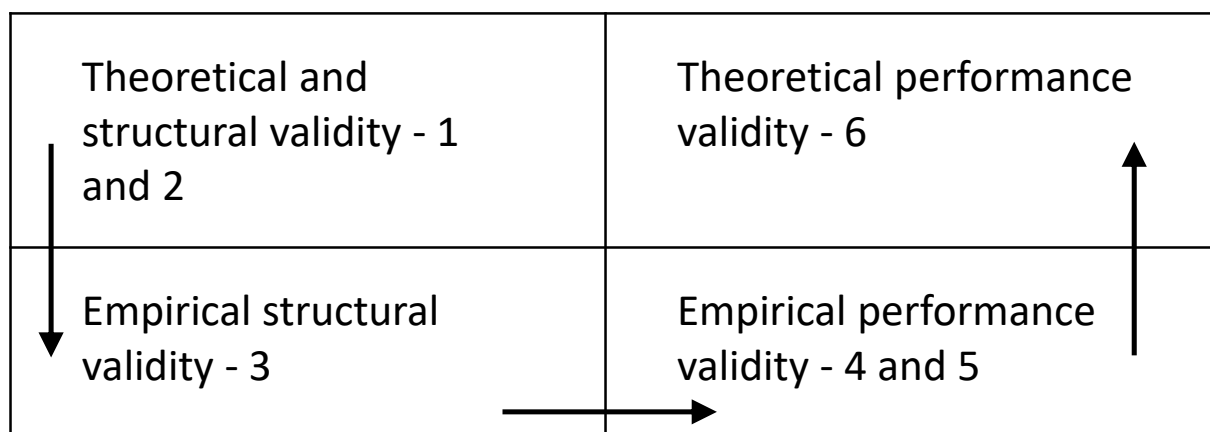 Theoretical and
structural validity - 1
and 2
Theoretical performance
validity - 6
Empirical structural
validity - 3
Empirical performance
validity - 4 and 5